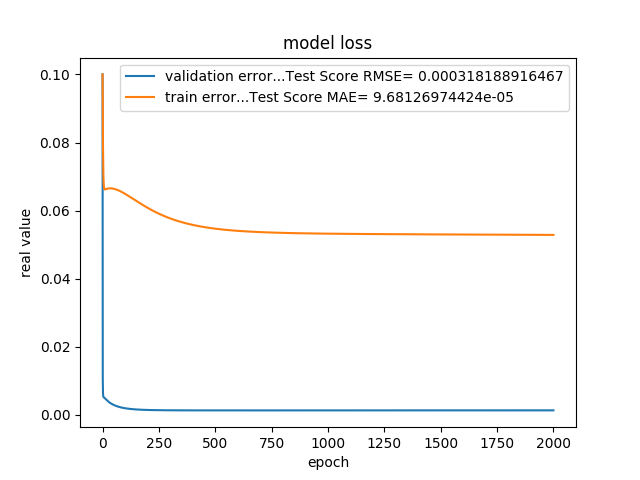 model loss
validation error...Test Score RMSE= 0.000318188916467
train error...Test Score MAE= 9.68126974424e-05
0.10
0.08
0.06
0.04
0.02
0.00
real value
0 250 500 750 1000 1250 1500 1750 2000
epoch